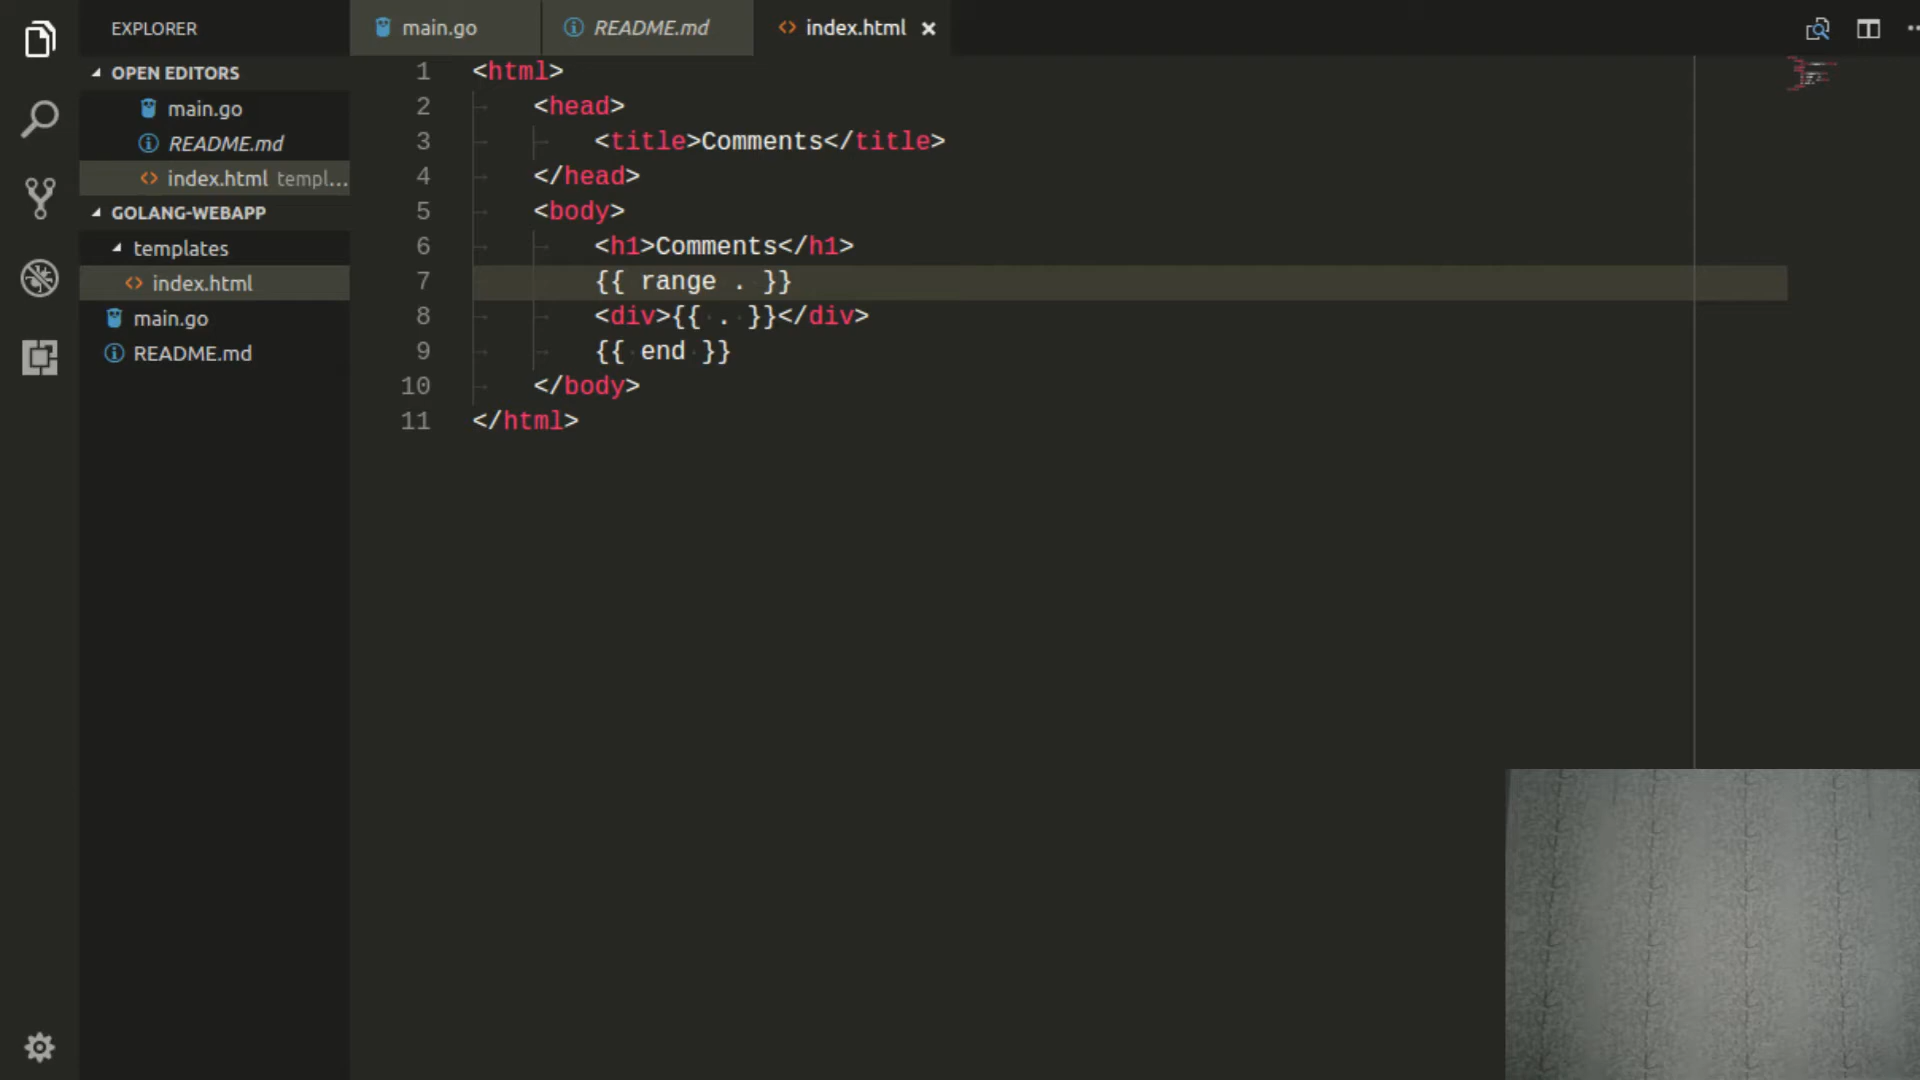 EXPLORER
OPEN EDITORS
main.go
README.md
index.html templ...
GOLANG-WEBAPP
templates
index.html
main.go
README.md
main.go README.md index.html
1 <html>
2 <head>
3 <title>Comments</title>
4 </head>
5 <body>
6 <h1>Comments</h1>
7 {{ range . }}
8 <div>{{ . }}</div>
9 {{ end }}
10 </body>
11 </html>